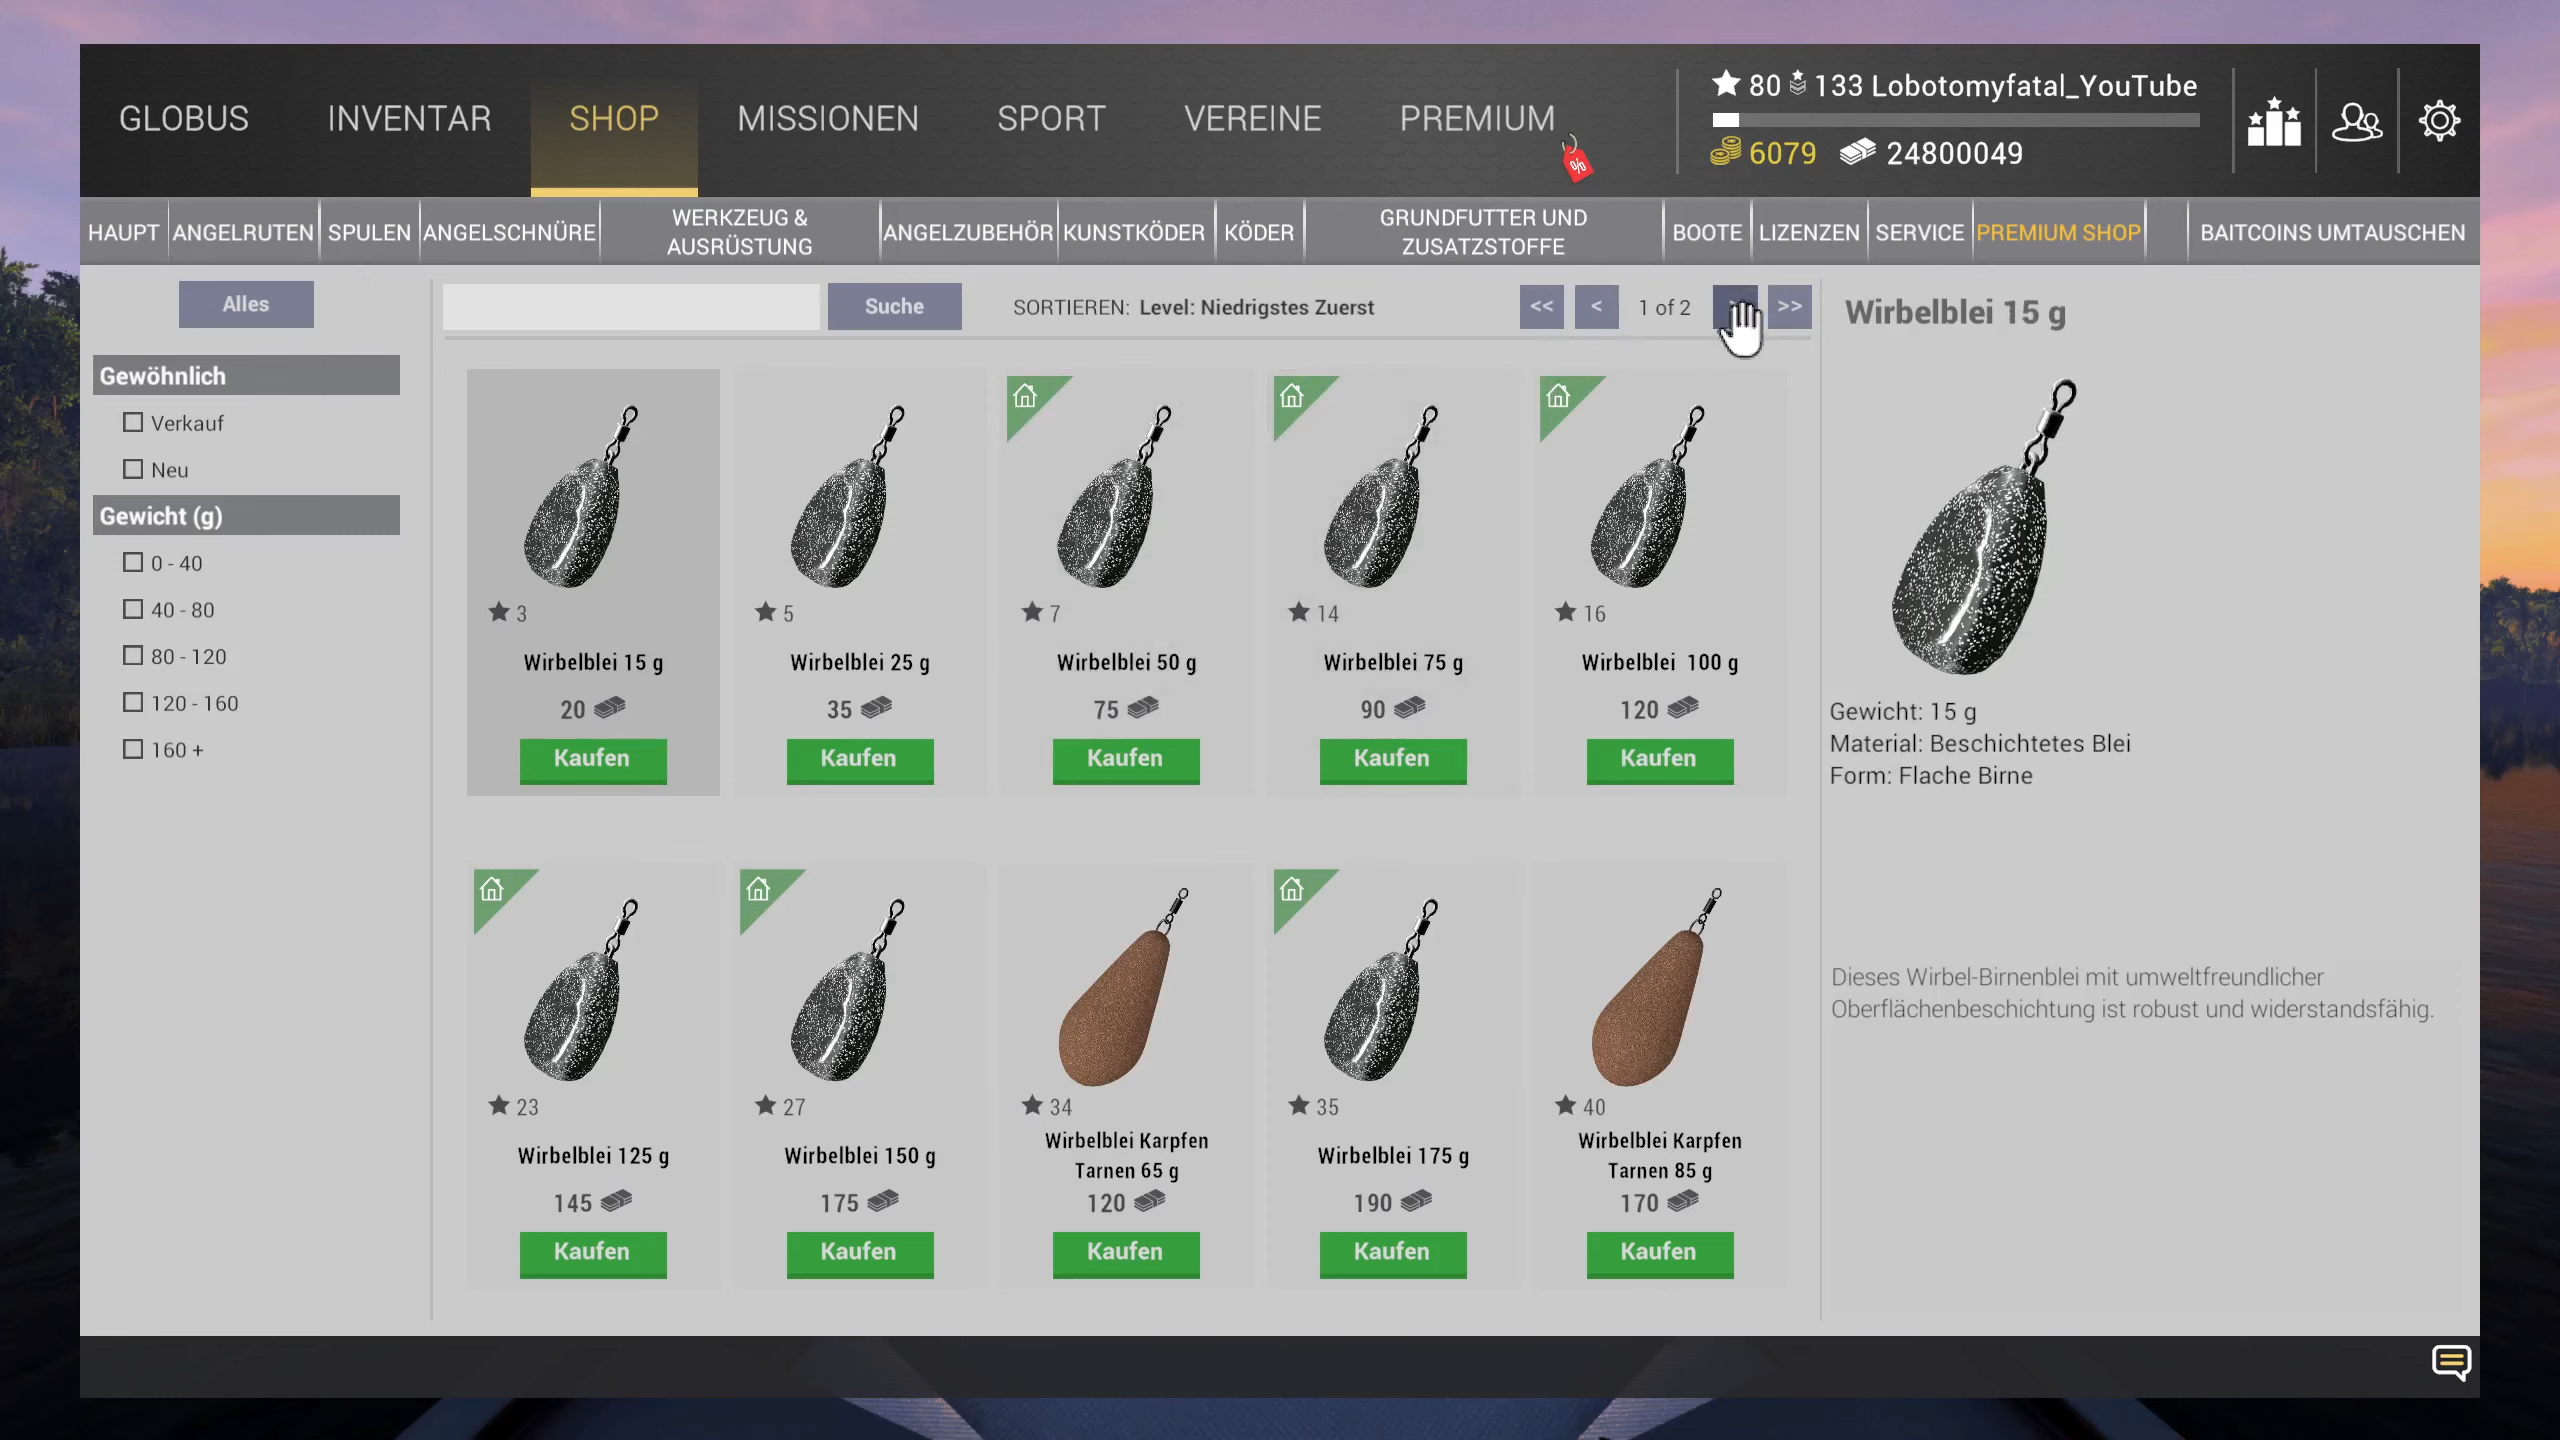 GLOBUS INVENTAR SHOP MISSIONEN SPORT VEREINE PREMIUM
%
80 133 Lobotomyfatal_YouTube
6079 24800049
HAUPT ANGELRUTEN SPULEN ANGELSCHNÜRE WERKZEUG & AUSRÜSTUNG ANGELZUBEHÖR KUNSTKÖDER KÖDER GRUNDFUTTER UND ZUSATZSTOFFE BOOTE LIZENZEN SERVICE PREMIUM SHOP BAITCOINS UMTAUSCHEN
Alles
Gewöhnlich
Verkauf
Neu
Gewicht (g)
0 - 40
40 - 80
80 - 120
120 - 160
160 +
Suche SORTIEREN: Level: Niedrigstes Zuerst << < 1 of 2 >>
3 5 7 14 16
Wirbelblei 15 g Wirbelblei 25 g Wirbelblei 50 g Wirbelblei 75 g Wirbelblei 100 g
20 35 75 90 120
Kaufen Kaufen Kaufen Kaufen Kaufen
23 27 34 35 40
Wirbelblei 125 g Wirbelblei 150 g Wirbelblei Karpfen Tarnen 65 g Wirbelblei 175 g Wirbelblei Karpfen Tarnen 85 g
145 175 120 190 170
Kaufen Kaufen Kaufen Kaufen Kaufen
Wirbelblei 15 g
Gewicht: 15 g
Material: Beschichtetes Blei
Form: Flache Birne
Dieses Wirbel-Birnenblei mit umweltfreundlicher
Oberflächenbeschichtung ist robust und widerstandsfähig.